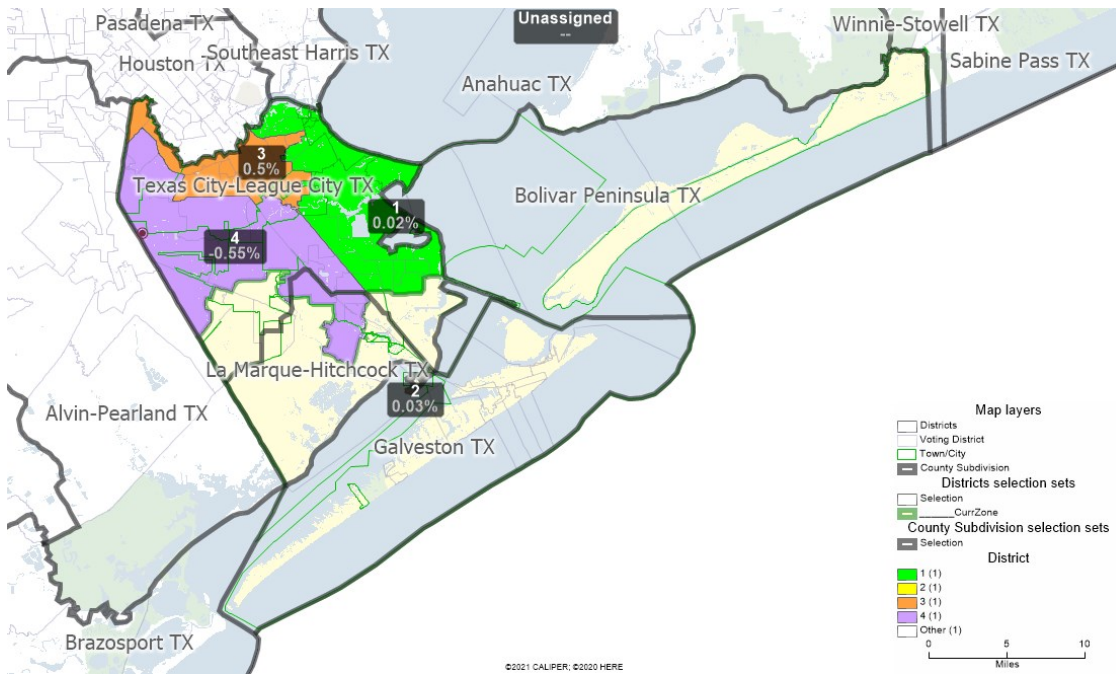 Unassigned
--
Winnie-Stowell TX
Pasadena TX
Southeast Harris TX
Sabine Pass TX
Houston TX
Anahuac TX
3
0.5%
Texas City-League City TX
Bolivar Peninsula TX
1
0.02%
4
-0.55%
La Marque-Hitchcock TX
2
0.03%
Alvin-Pearland TX
Galveston TX
Brazosport TX
Map layers
Districts
Voting District
Town/City
County Subdivision
Districts selection sets
Selection
______CurrZone
County Subdivision selection sets
Selection
District
1 (1)
2 (1)
3 (1)
4 (1)
Other (1)
0 5 10
Miles
©2021 CALIPER; ©2020 HERE